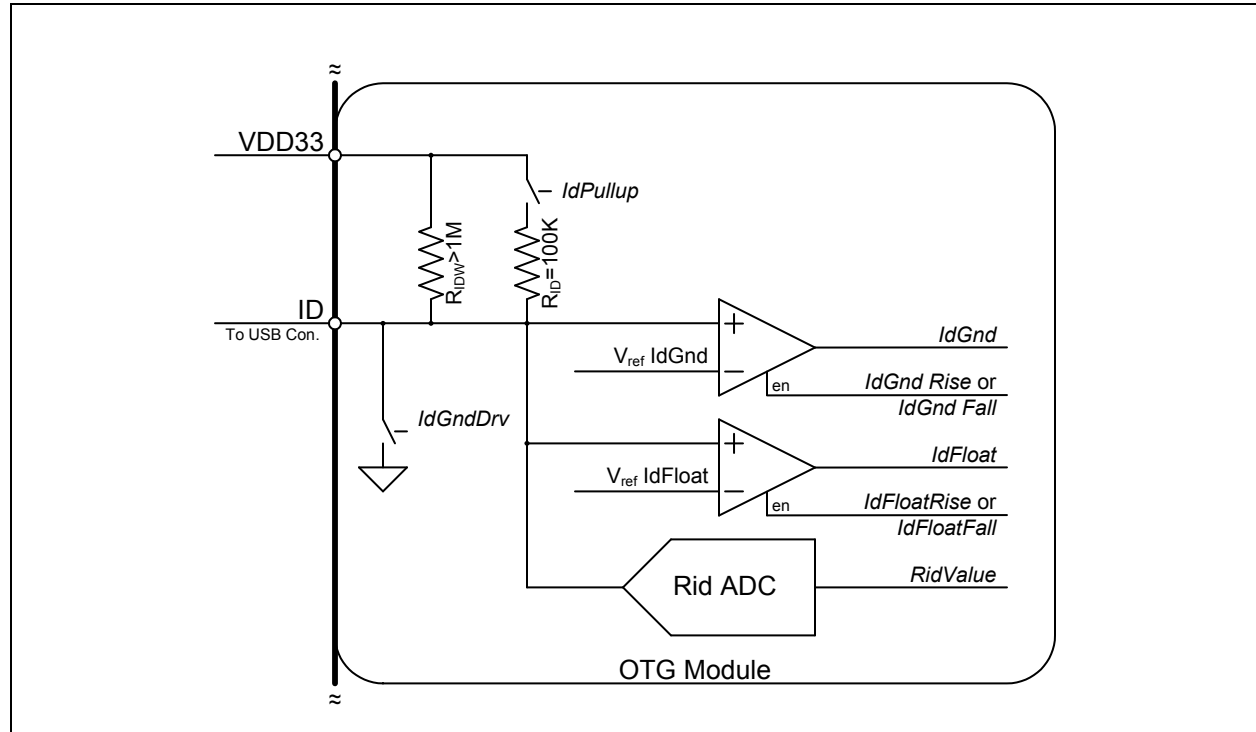 ≈
VDD33
IdPullup
RIDW>1M
RID=100K
ID
To USB Con.
+
IdGnd
Vref IdGnd
−
en
IdGnd Rise or
IdGnd Fall
IdGndDrv
+
IdFloat
Vref IdFloat
−
en
IdFloatRise or
IdFloatFall
Rid ADC
RidValue
OTG Module
≈